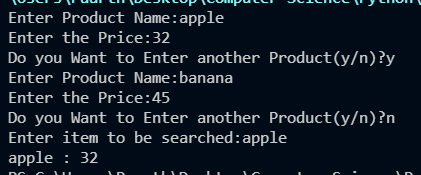 Enter Product Name:apple
Enter the Price:32
Do you Want to Enter another Product(y/n)?y
Enter Product Name:banana
Enter the Price:45
Do you Want to Enter another Product(y/n)?n
Enter item to be searched:apple
apple : 32